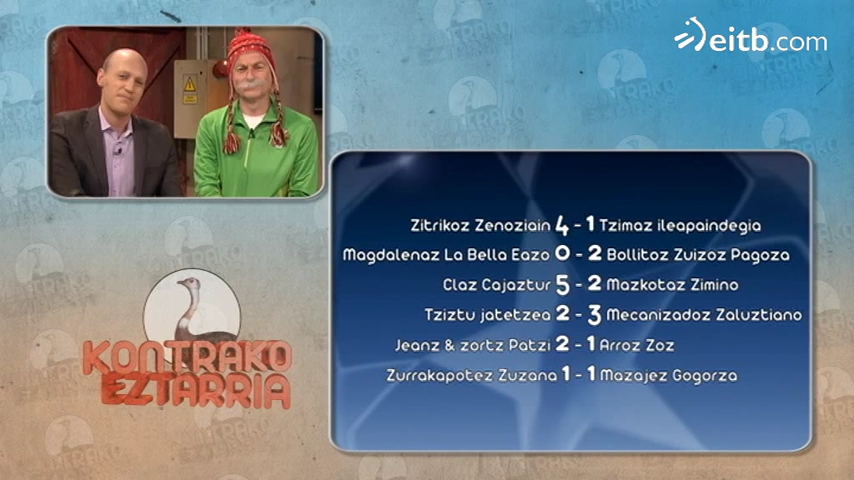 eitb.com
Zitrikoz Zenoziain 4 - 1 Tzimaz ileapaindegia
Magdalenaz La Bella Eazo 0 - 2 Bollitoz Zuizoz Pagoza
Claz Cajaztur 5 - 2 Mazkotaz Zimino
Tziztu jatetzea 2 - 3 Mecanizadoz Zaluztiano
Jeanz & zortz Patzi 2 - 1 Arroz Zoz
Zurrakapotez Zuzana 1 - 1 Mazajez Gogorza
KONTRAKO
EZTARRIA